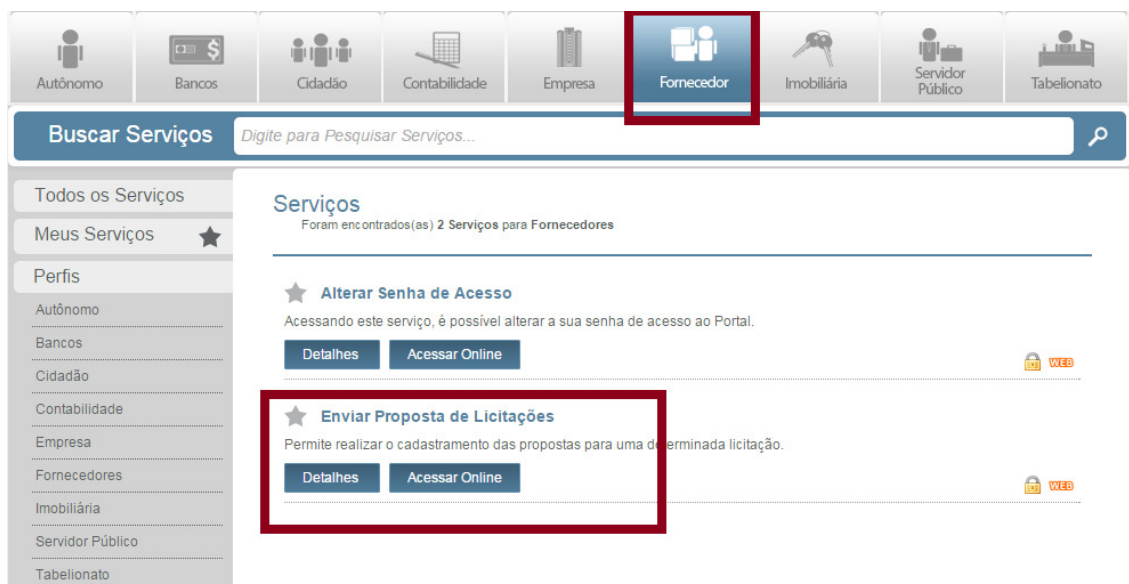 Autônomo
Bancos
Cidadão
Contabilidade
Empresa
Fornecedor
Imobiliária
Servidor
Público
Tabelionato
Buscar Serviços
Digite para Pesquisar Serviços...
Todos os Serviços
Meus Serviços
Perfis
Autônomo
Bancos
Cidadão
Contabilidade
Empresa
Fornecedores
Imobiliária
Servidor Público
Tabelionato
Serviços
Foram encontrados(as) 2 Serviços para Fornecedores
Alterar Senha de Acesso
Acessando este serviço, é possível alterar a sua senha de acesso ao Portal.
Detalhes Acessar Online
WEB
Enviar Proposta de Licitações
Permite realizar o cadastramento das propostas para uma determinada licitação.
Detalhes Acessar Online
WEB